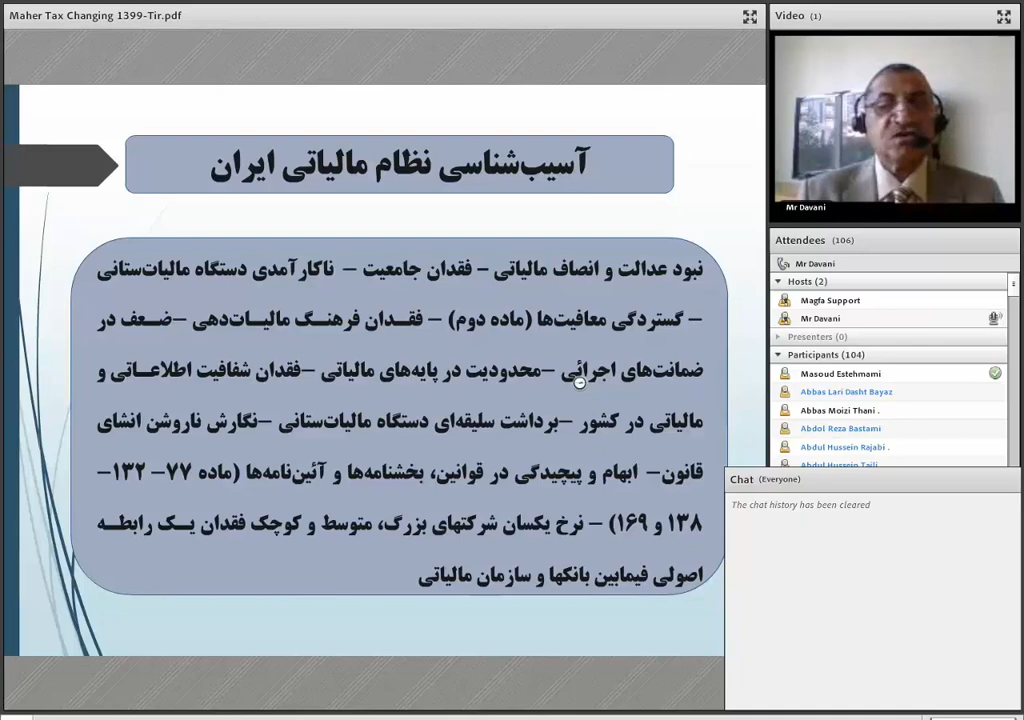 Maher Tax Changing 1399-Tir.pdf
آسیب‌شناسی نظام مالیاتی ایران
نبود عدالت و انصاف مالیاتی – فقدان جامعیت – ناکارآمدی دستگاه مالیات‌ستانی
– گستردگی معافیت‌ها (ماده دوم) – فقدان فرهنگ مالیات‌دهی –ضعف در
ضمانت‌های اجرائی –محدودیت در پایه‌های مالیاتی –فقدان شفافیت اطلاعاتی و
مالیاتی در کشور –برداشت سلیقه‌ای دستگاه مالیات‌ستانی –نگارش ناروشن انشای
قانون– ابهام و پیچیدگی در قوانین، بخشنامه‌ها و آئین‌نامه‌ها (ماده ۷۷– ۱۳۲–
۱۳۸ و ۱۶۹) – نرخ یکسان شرکتهای بزرگ، متوسط و کوچک فقدان یک رابطه
اصولی فیمابین بانکها و سازمان مالیاتی
Video (1)
Mr Davani
Attendees (106)
Mr Davani
Hosts (2)
Magfa Support
Mr Davani
Presenters (0)
Participants (104)
Masoud Estehmami
Abbas Lari Dasht Bayaz
Abbas Moizi Thani .
Abdol Reza Bastami
Abdul Hussein Rajabi .
Abdul Hussein
Chat (Everyone)
The chat history has been cleared